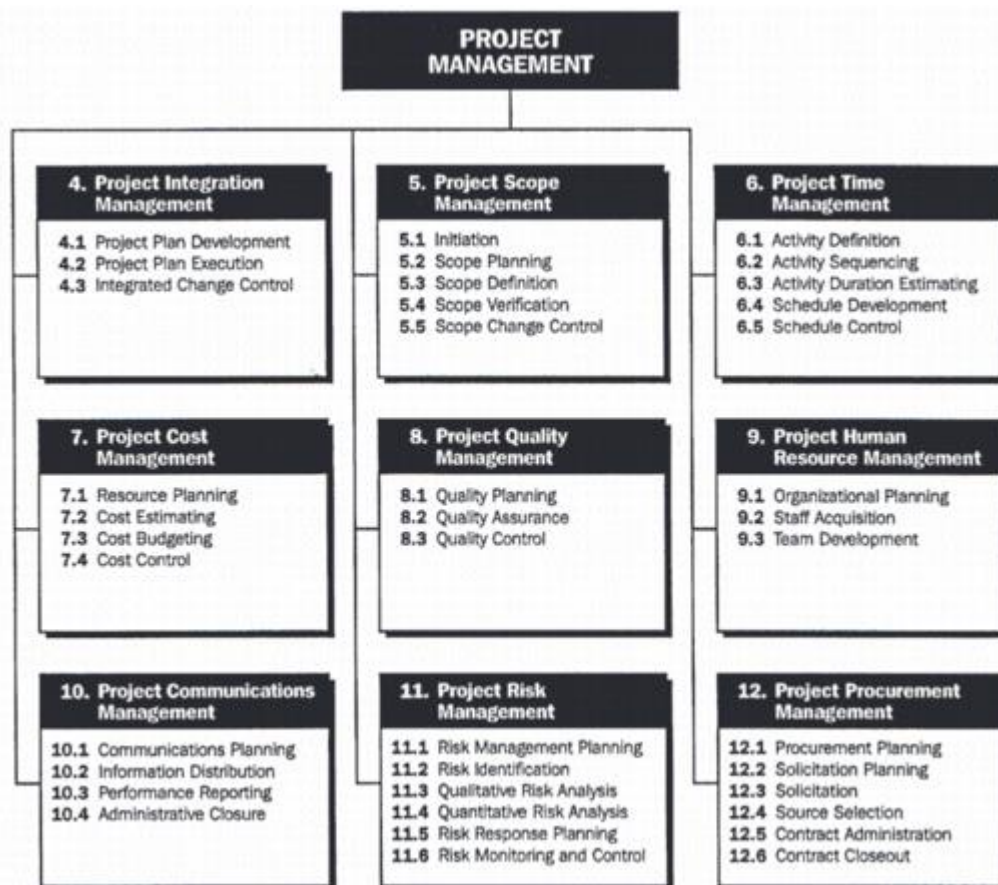 PROJECT
MANAGEMENT
4. Project Integration
Management
4.1 Project Plan Development
4.2 Project Plan Execution
4.3 Integrated Change Control
5. Project Scope
Management
5.1 Initiation
5.2 Scope Planning
5.3 Scope Definition
5.4 Scope Verification
5.5 Scope Change Control
6. Project Time
Management
6.1 Activity Definition
6.2 Activity Sequencing
6.3 Activity Duration Estimating
6.4 Schedule Development
6.5 Schedule Control
7. Project Cost
Management
7.1 Resource Planning
7.2 Cost Estimating
7.3 Cost Budgeting
7.4 Cost Control
8. Project Quality
Management
8.1 Quality Planning
8.2 Quality Assurance
8.3 Quality Control
9. Project Human
Resource Management
9.1 Organizational Planning
9.2 Staff Acquisition
9.3 Team Development
10. Project Communications
Management
10.1 Communications Planning
10.2 Information Distribution
10.3 Performance Reporting
10.4 Administrative Closure
11. Project Risk
Management
11.1 Risk Management Planning
11.2 Risk Identification
11.3 Qualitative Risk Analysis
11.4 Quantitative Risk Analysis
11.5 Risk Response Planning
11.6 Risk Monitoring and Control
12. Project Procurement
Management
12.1 Procurement Planning
12.2 Solicitation Planning
12.3 Solicitation
12.4 Source Selection
12.5 Contract Administration
12.6 Contract Closeout